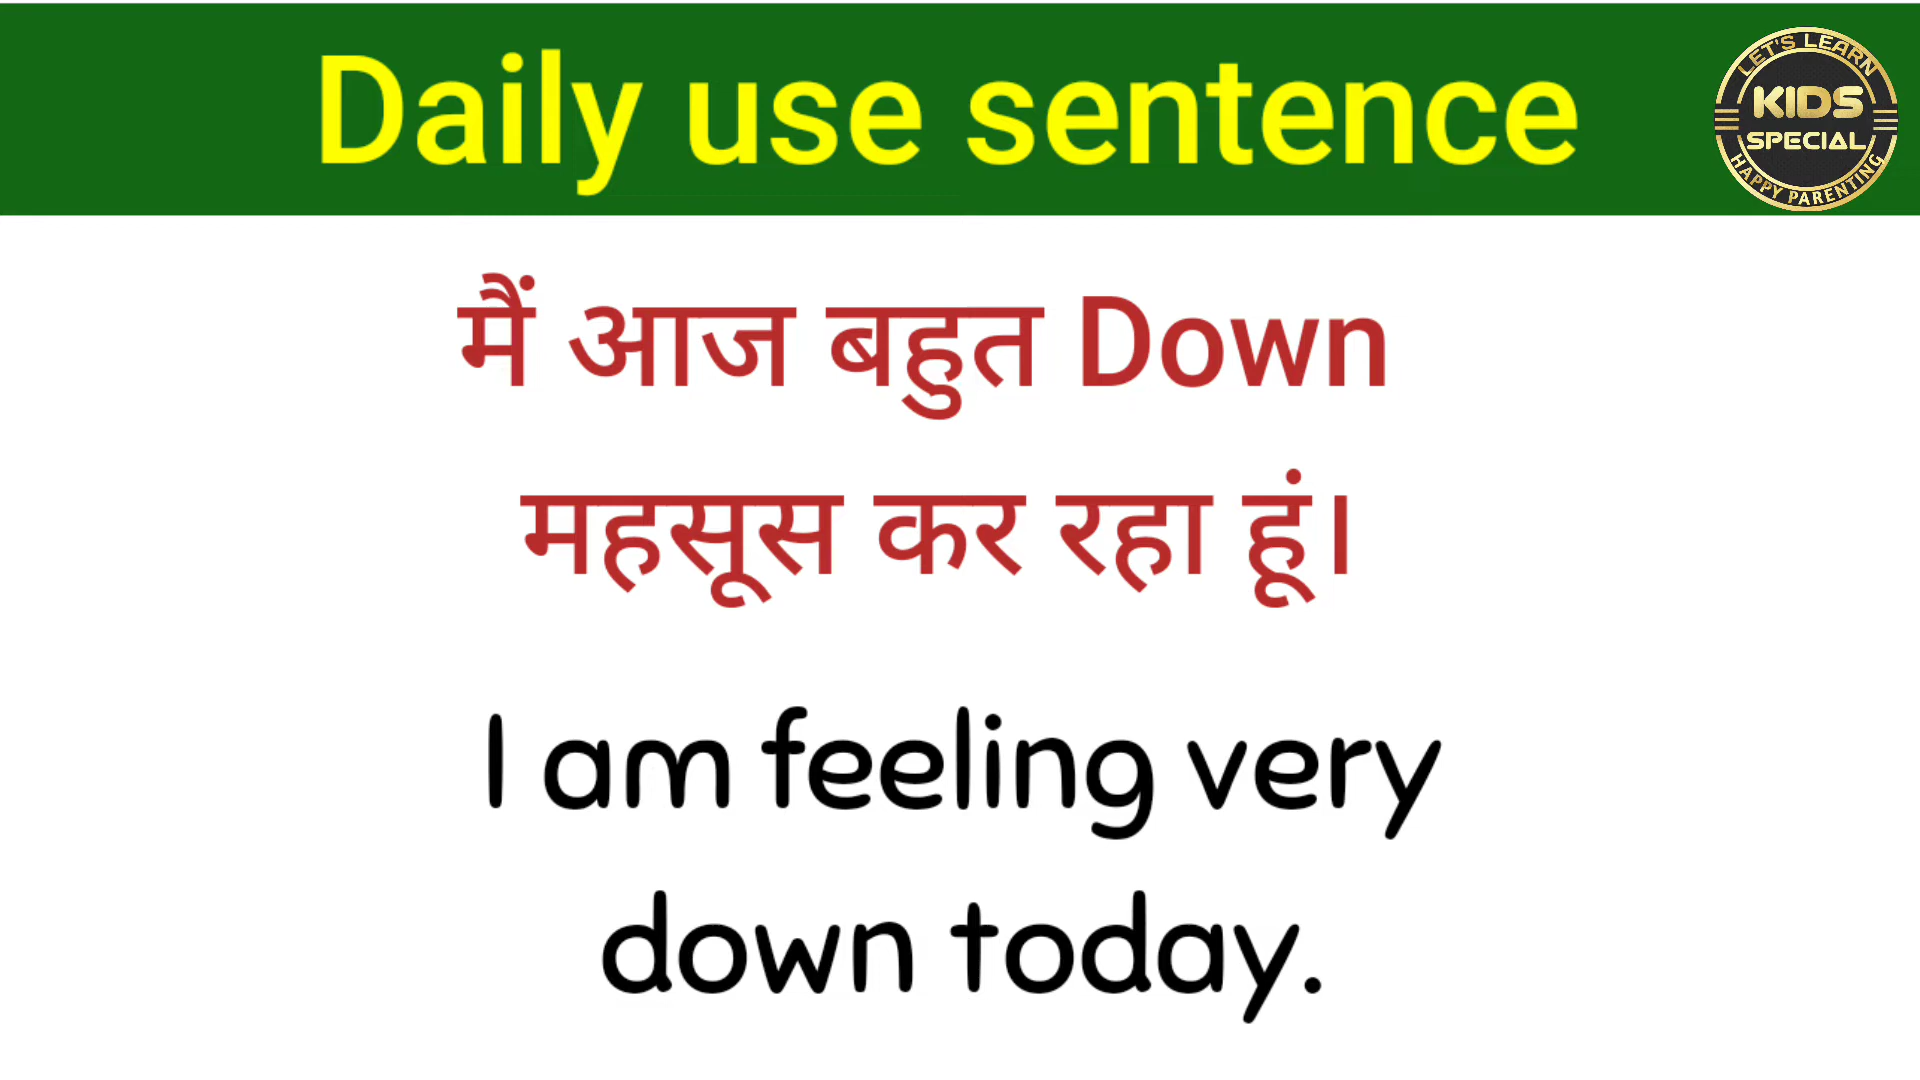 Daily use sentence
LET'S LEARN
KIDS
SPECIAL
HAPPY PARENTING
मैं आज बहुत Down
महसूस कर रहा हूं।
I am feeling very
down today.